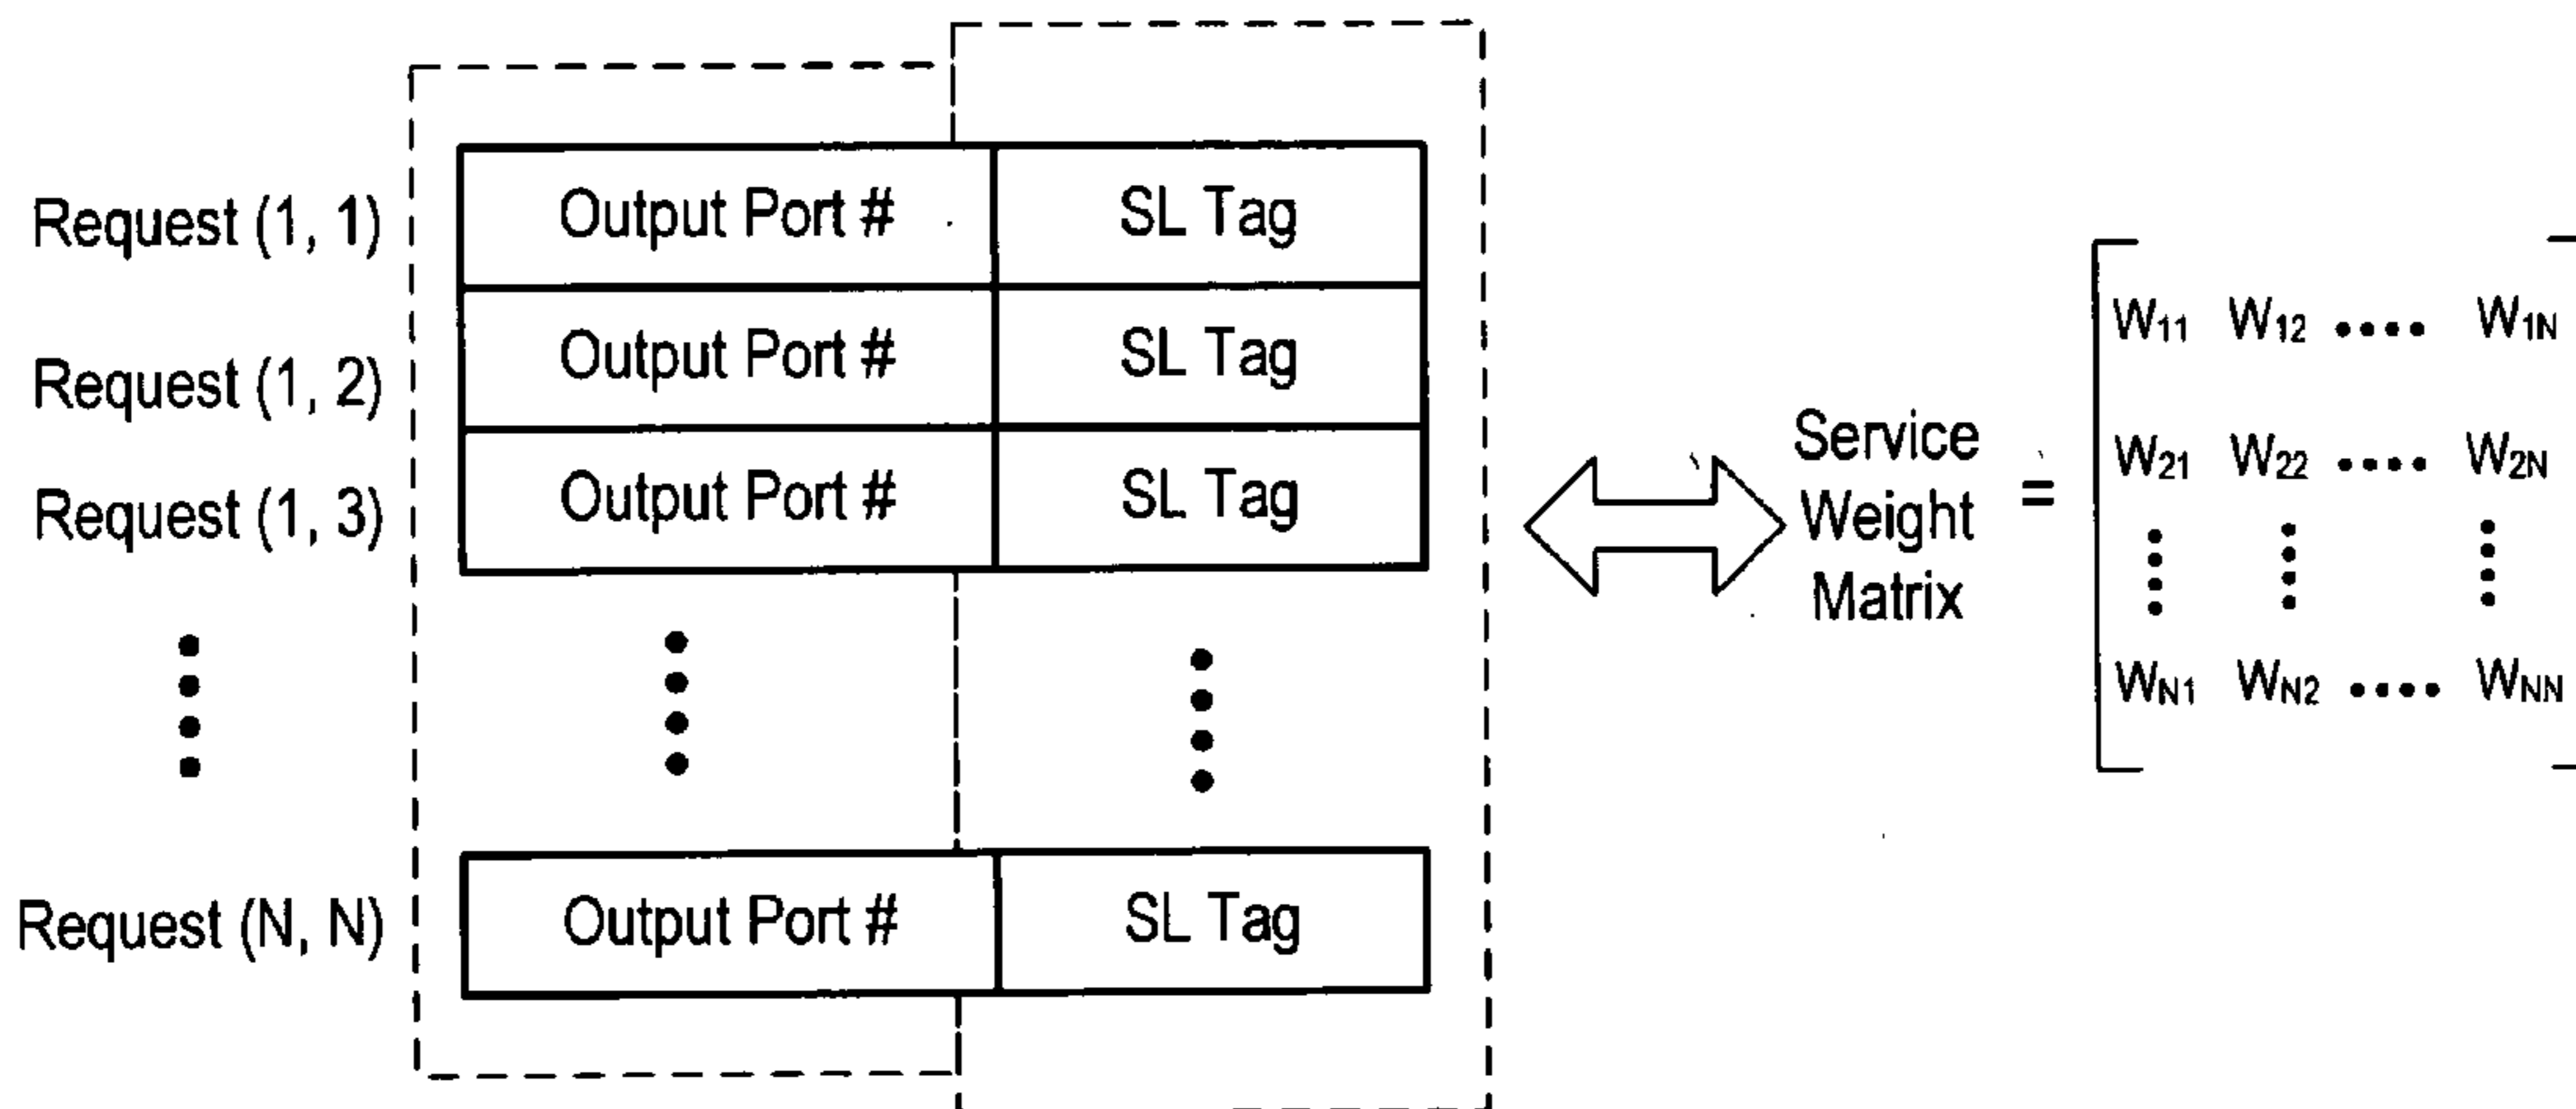 Request (1, 1) Output Port # SL Tag
Request (1, 2) Output Port # SL Tag
Request (1, 3) Output Port # SL Tag
Request (N, N) Output Port # SL Tag
Service
Weight
Matrix
=
W11 W12 .... W1N
W21 W22 .... W2N
WN1 WN2 .... WNN